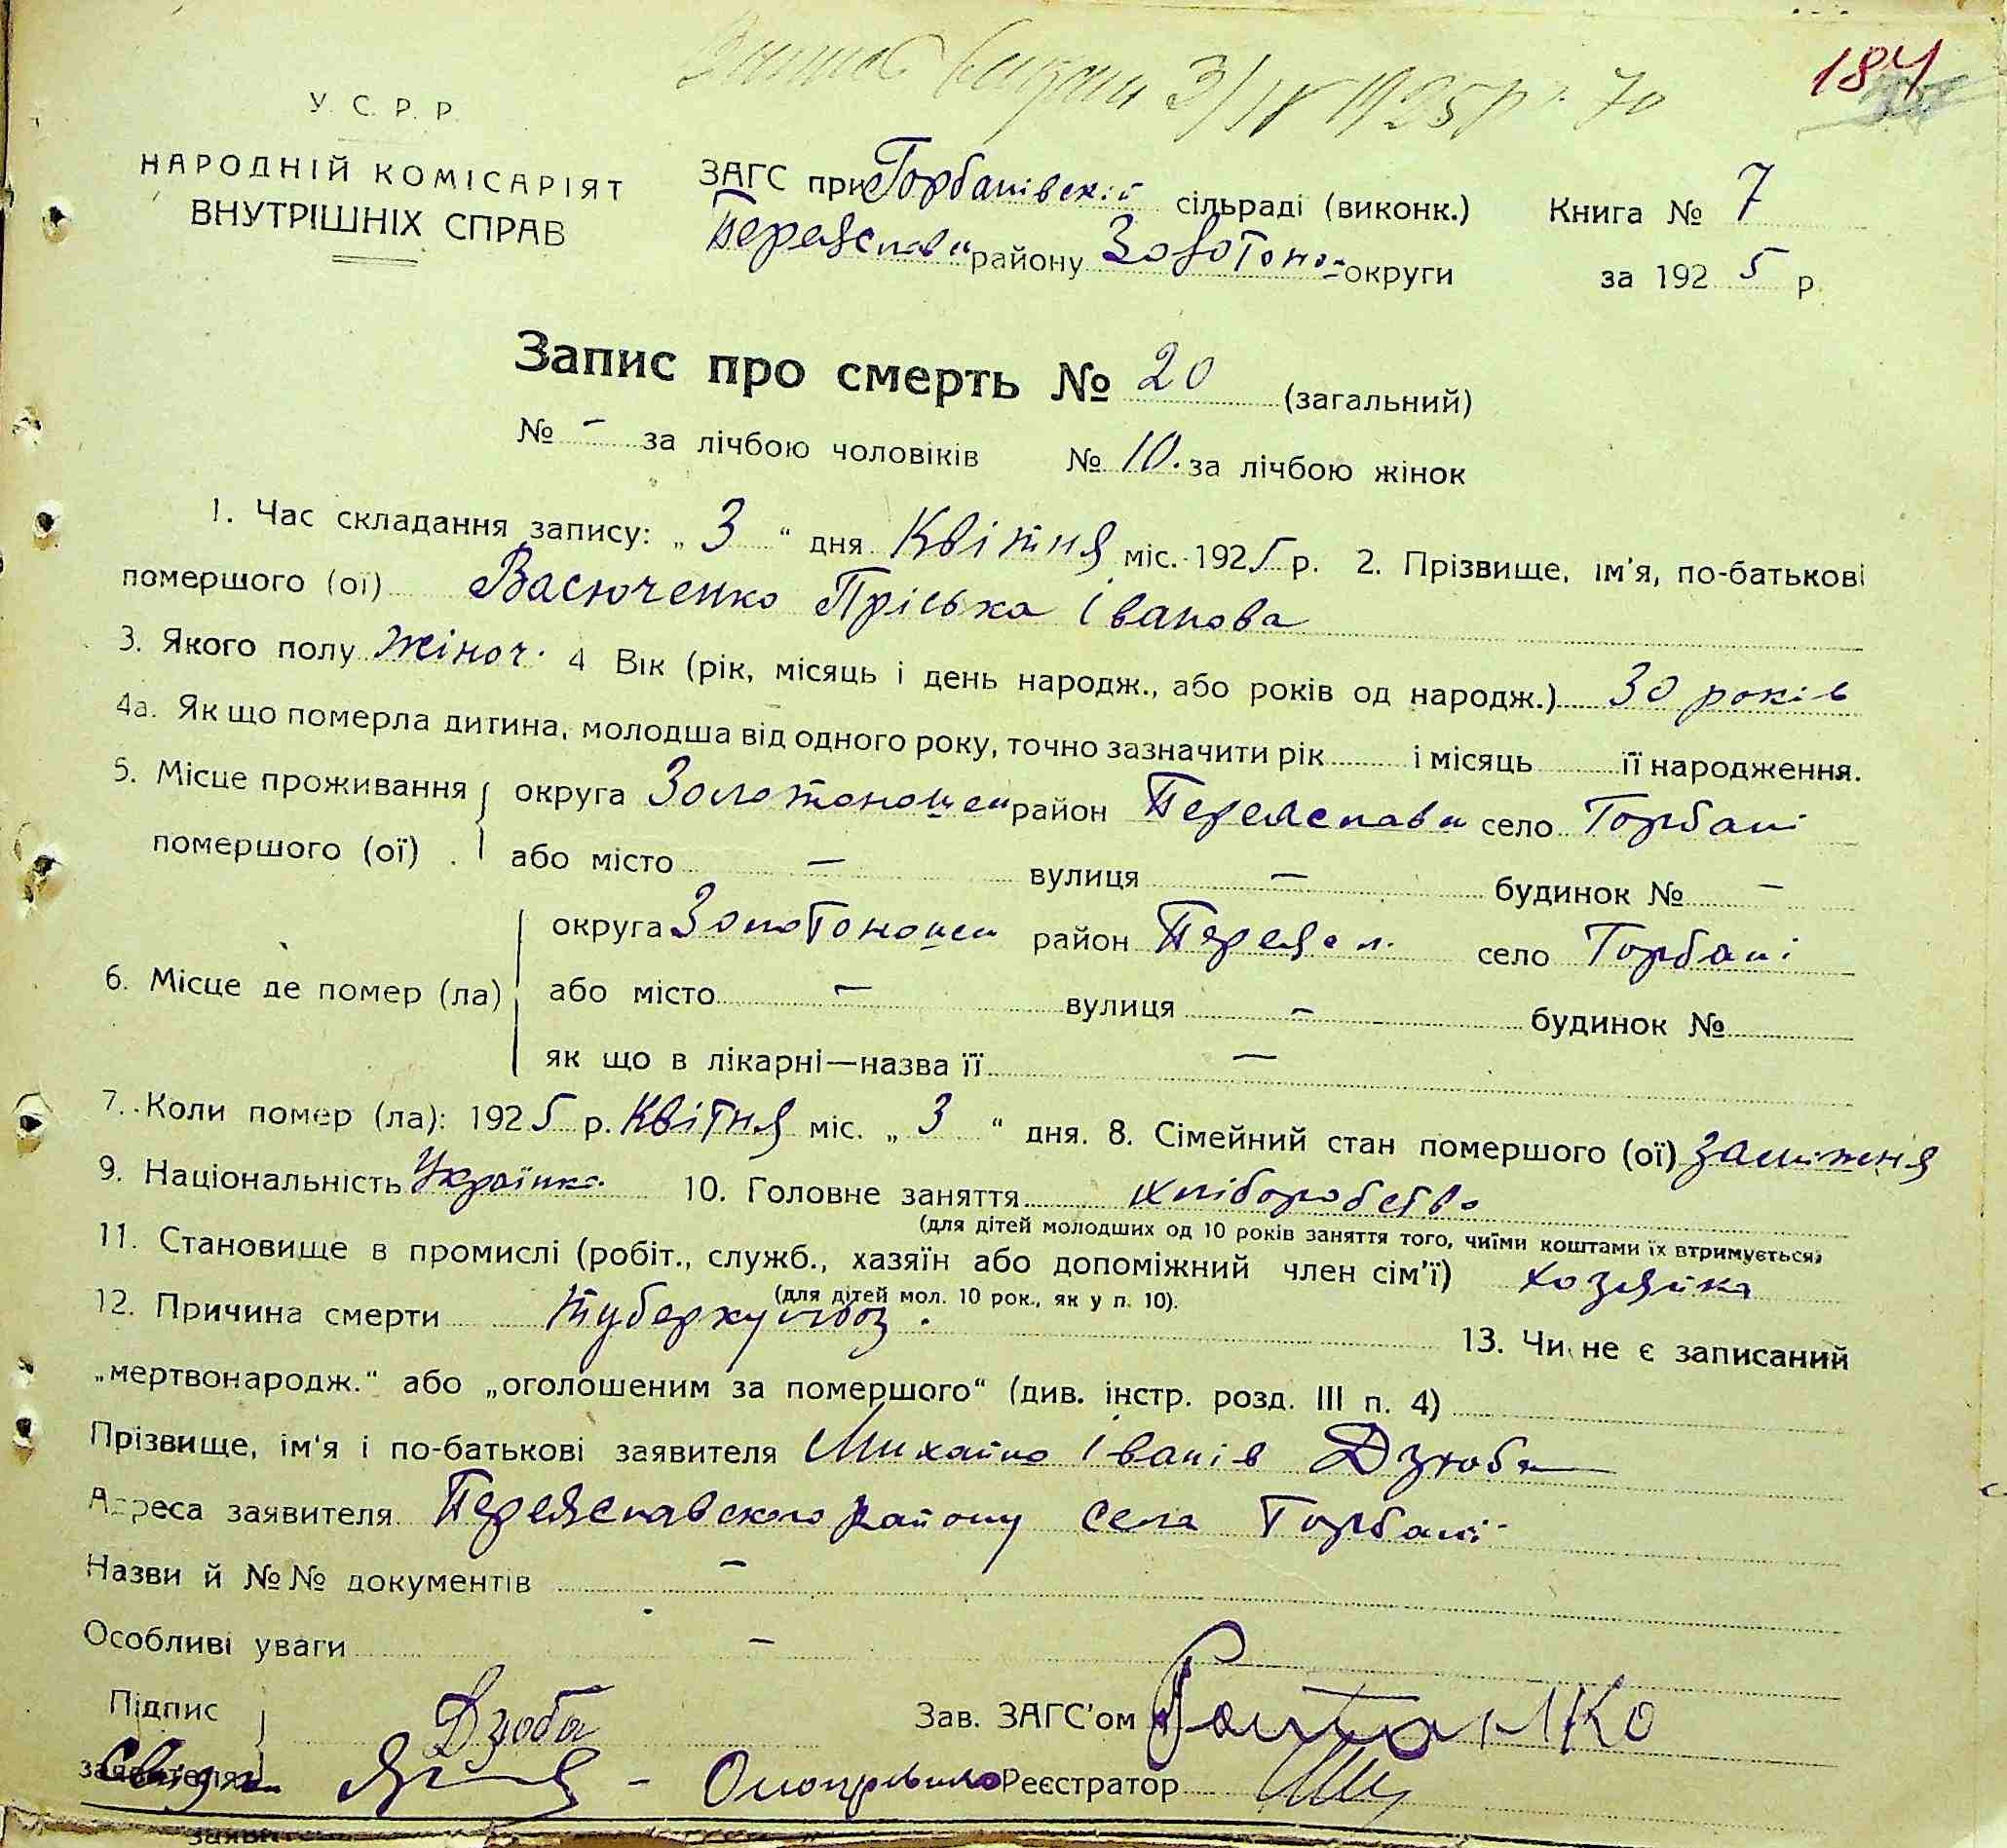 184
У. С. Р. Р.
НАРОДНІЙ КОМІСАРІЯТ
ВНУТРІШНІХ СПРАВ
ЗАГС при Горбанівскій сільраді (виконк.) Книга № 7
Переяслав" району Золотоно- округи за 1925 р.
Запис про смерть № 20 (загальний)
№ - за лічбою чоловіків № 10. за лічбою жінок
1. Час складання запису: „3“ дня Квітня міс. 1925 р. 2. Прізвище, ім'я, по-батькові
помершого (ої) Васюченко Пріська Іванова
3. Якого полу жіноч. 4 Вік (рік, місяць і день народж., або років од народж.) 30 років
4а. Як що померла дитина, молодша від одного року, точно зазначити рік і місяць її народження.
5. Місце проживання округа Золотоношен район Переяслави село Горбані
помершого (ої) або місто — вулиця — будинок № —
округа Золотоношен район Переясл. село Горбані
6. Місце де помер (ла) або місто — вулиця — будинок №
як що в лікарні—назва її —
7. Коли помер (ла): 1925 р. Квітня міс. „3“ дня. 8. Сімейний стан помершого (ої) заміжня
9. Національність Українка 10. Головне заняття хліборобство
(для дітей молодших од 10 років заняття того, чиїми коштами їх втримується)
11. Становище в промислі (робіт., служб., хазяїн або допоміжний член сім'ї) хозяйка
(для дітей мол. 10 рок., як у п. 10).
12. Причина смерти туберкульоз. 13. Чи не є записаний
„мертвонародж.“ або „оголошеним за помершого“ (див. інстр. розд. III п. 4)
Прізвище, ім'я і по-батькові заявителя Михайло Іванів Дзюба
Адреса заявителя Переяславского району села Горбані
Назви й №№ документів —
Особливі уваги —
Підпис Дзюба Зав. ЗАГС'ом
заявителя Реєстратор